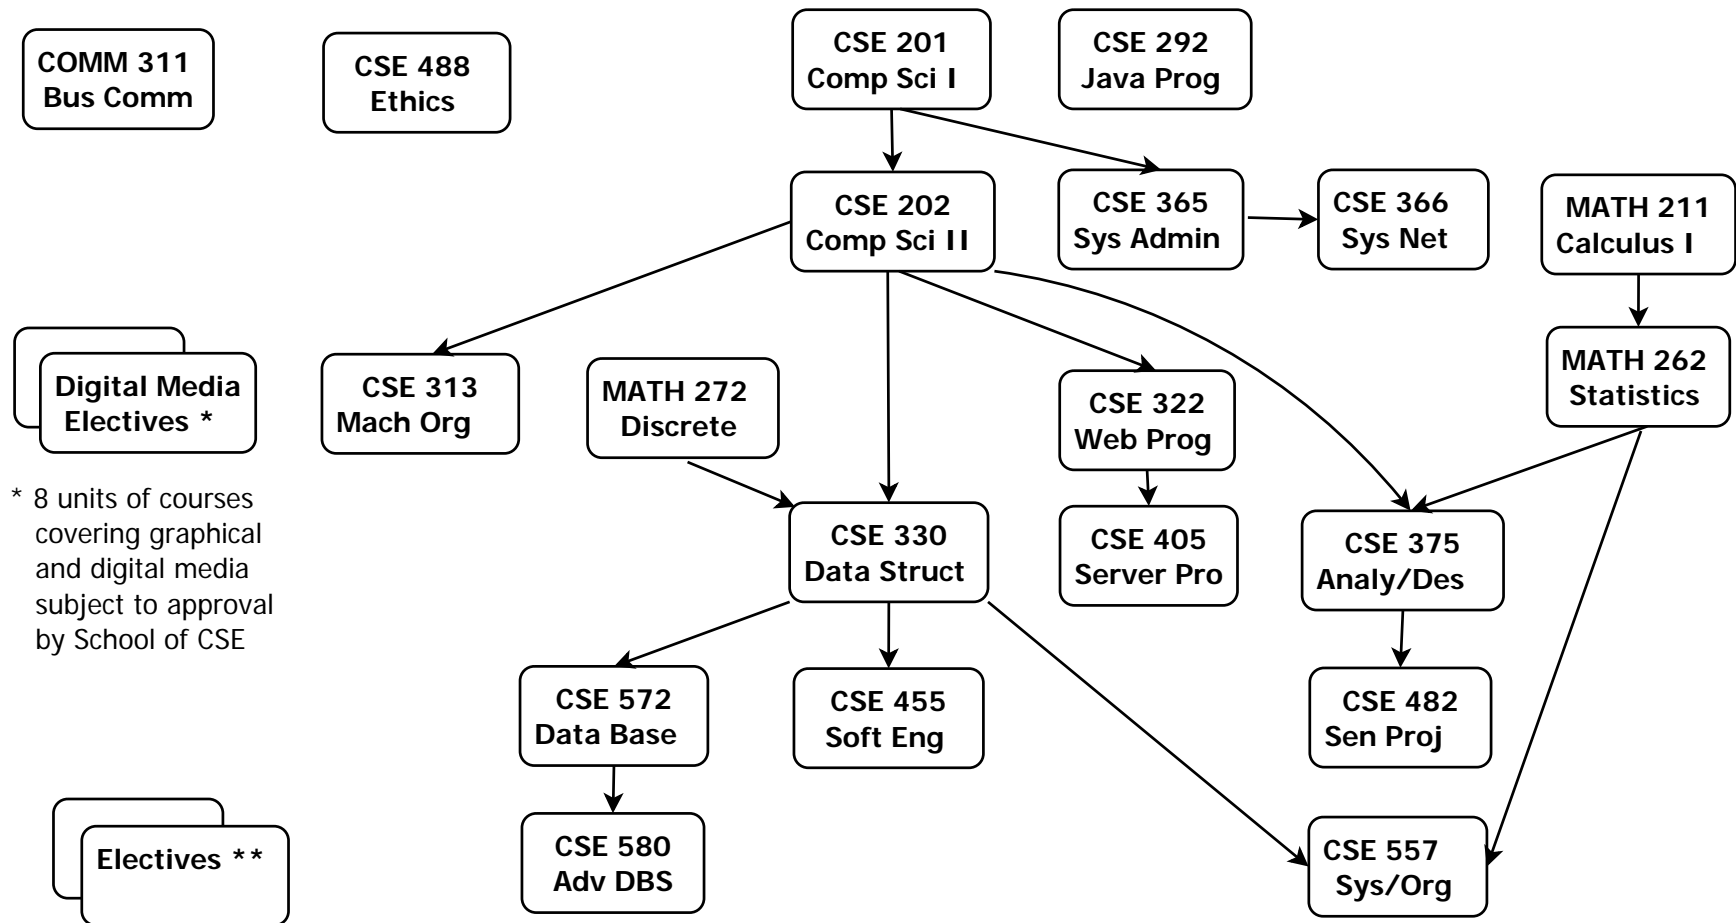 COMM 311
Bus Comm
CSE 488
Ethics
CSE 201
Comp Sci I
CSE 292
Java Prog
CSE 202
Comp Sci II
CSE 365
Sys Admin
CSE 366
Sys Net
MATH 211
Calculus I
Digital Media
Electives *
CSE 313
Mach Org
MATH 272
Discrete
CSE 322
Web Prog
MATH 262
Statistics
* 8 units of courses
covering graphical
and digital media
subject to approval
by School of CSE
CSE 330
Data Struct
CSE 405
Server Pro
CSE 375
Analy/Des
CSE 572
Data Base
CSE 455
Soft Eng
CSE 482
Sen Proj
Electives **
CSE 580
Adv DBS
CSE 557
Sys/Org